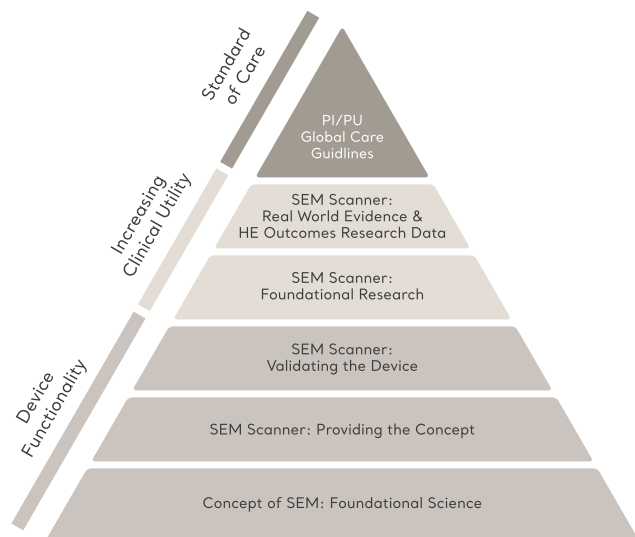 Standard
of Care
PI/PU
Global Care
Guidlines
Increasing
Clinical Utility
SEM Scanner:
Real World Evidence &
HE Outcomes Research Data
SEM Scanner:
Foundational Research
Device
Functionality
SEM Scanner:
Validating the Device
SEM Scanner: Providing the Concept
Concept of SEM: Foundational Science